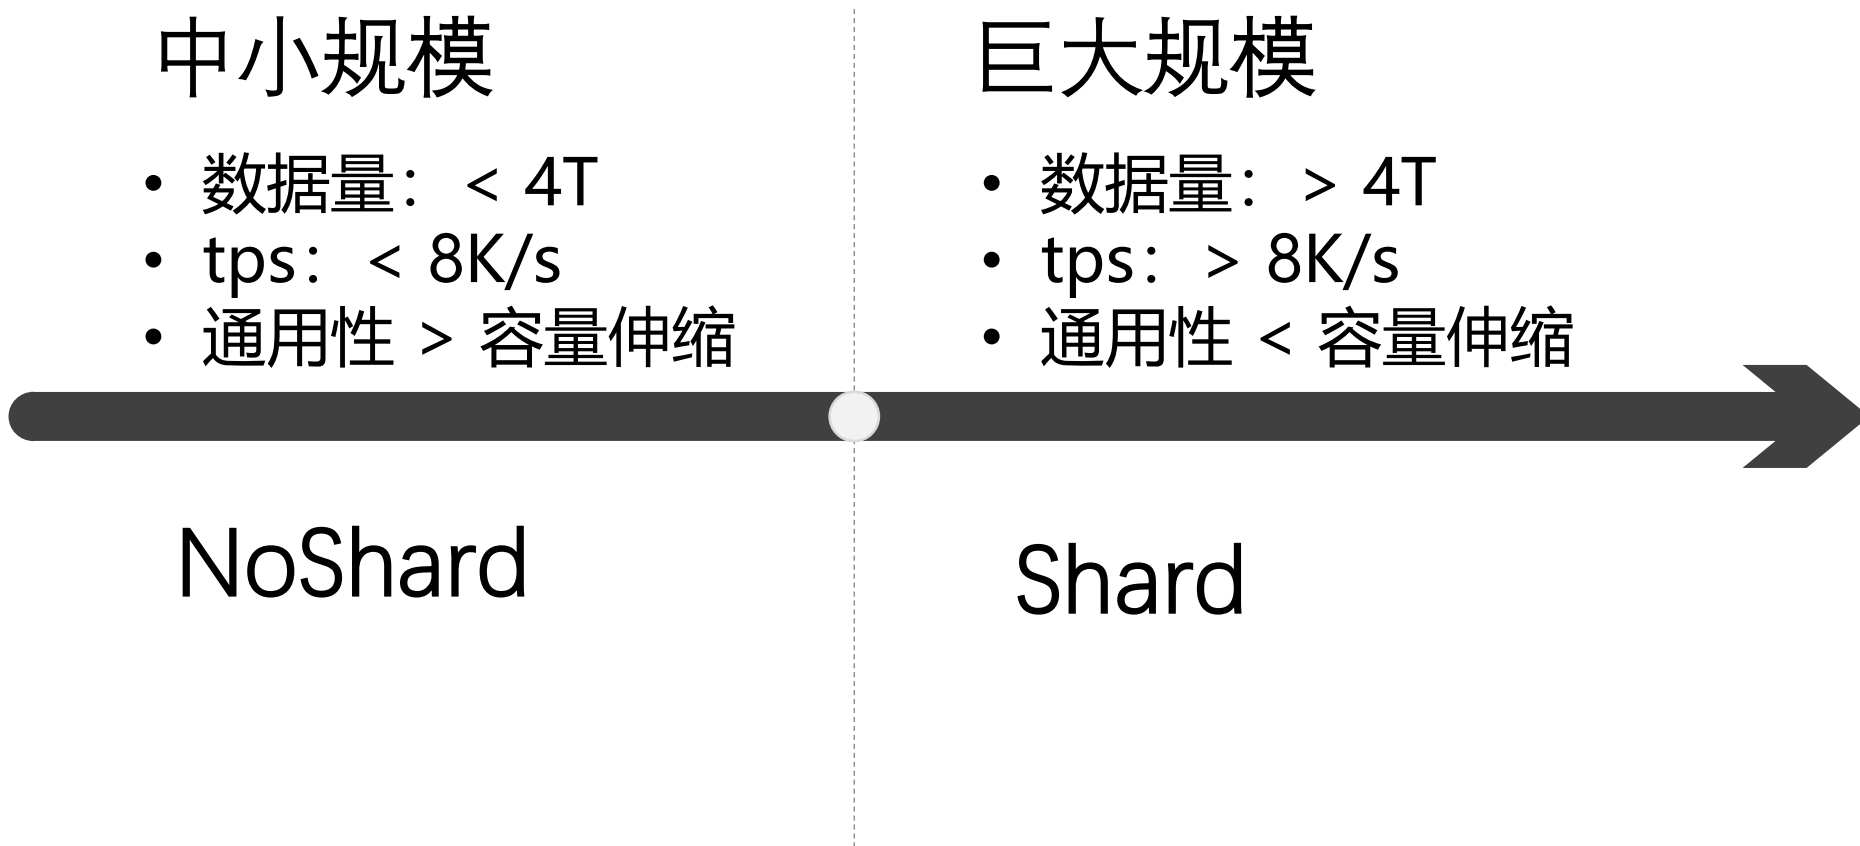 中小规模
• 数据量： < 4T
• tps： < 8K/s
• 通用性 > 容量伸缩
NoShard
巨大规模
• 数据量： > 4T
• tps： > 8K/s
• 通用性 < 容量伸缩
Shard